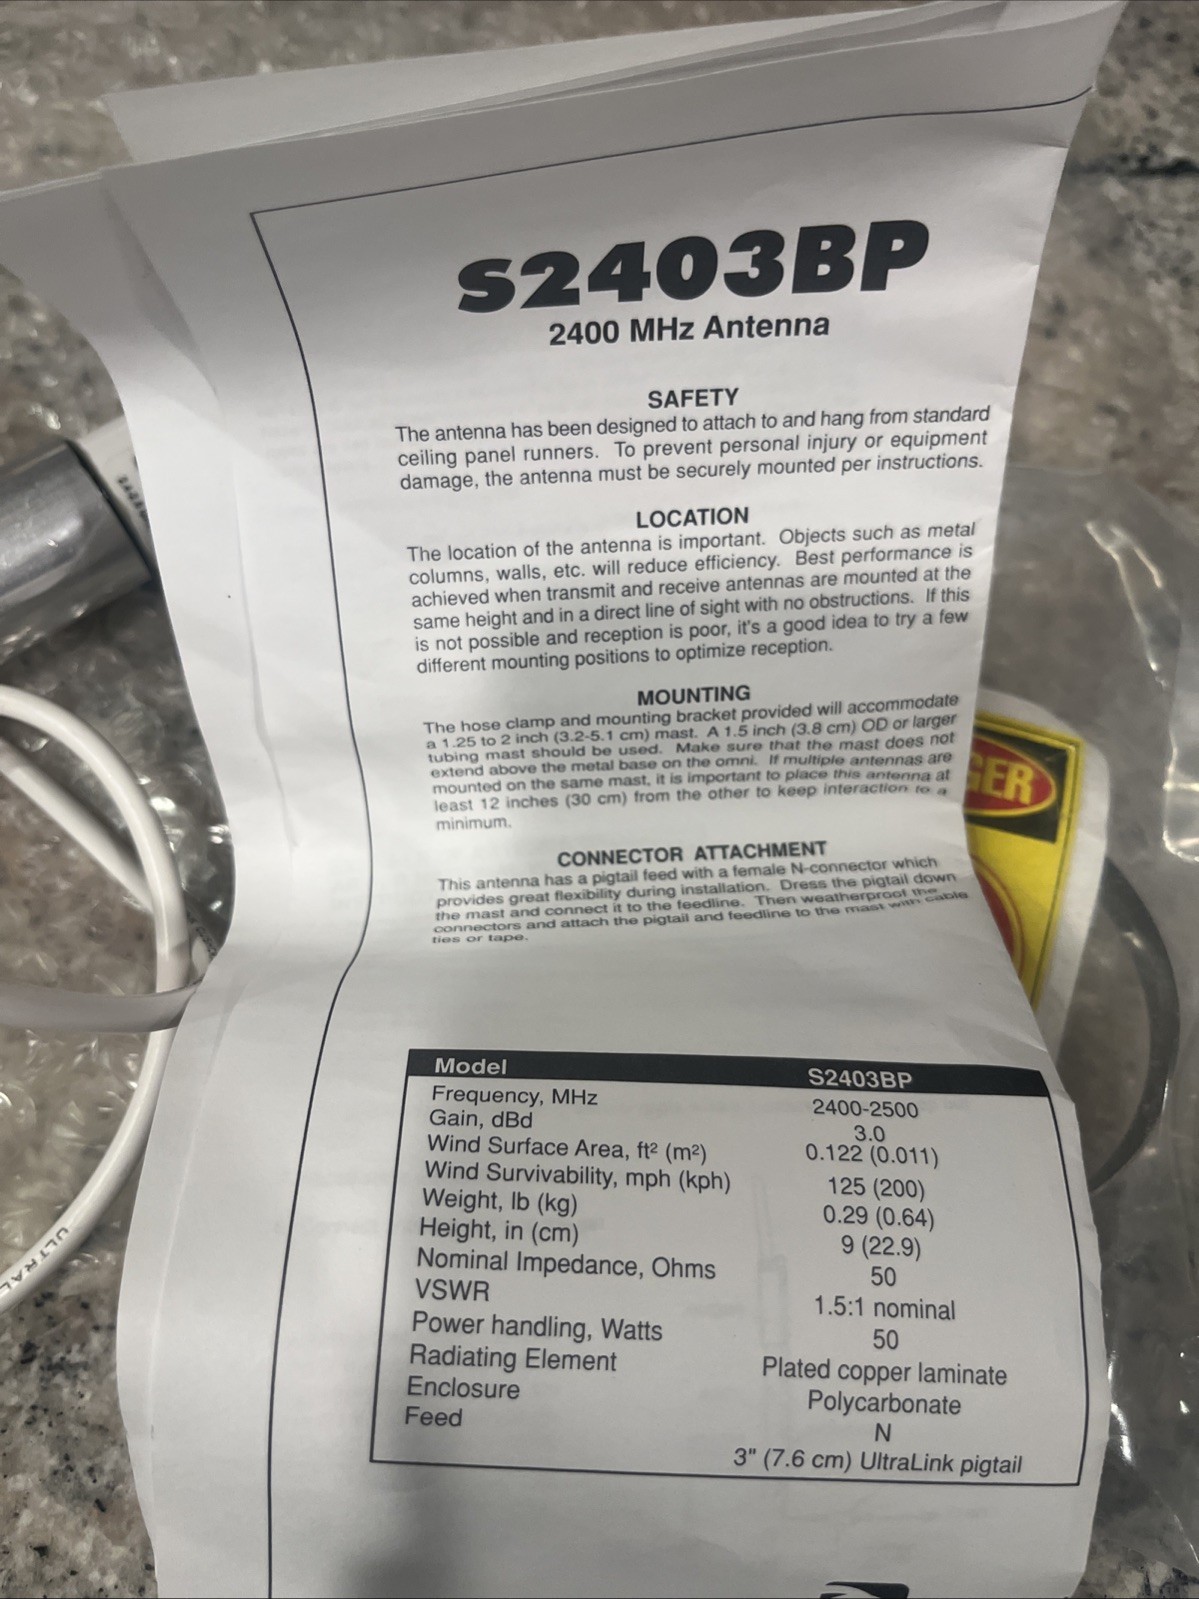 S2403BP
2400 MHz Antenna
SAFETY
The antenna has been designed to attach to and hang from standard
ceiling panel runners. To prevent personal injury or equipment
damage, the antenna must be securely mounted per instructions.
LOCATION
The location of the antenna is important. Objects such as metal
columns, walls, etc. will reduce efficiency. Best performance is
achieved when transmit and receive antennas are mounted at the
same height and in a direct line of sight with no obstructions. If this
is not possible and reception is poor, it's a good idea to try a few
different mounting positions to optimize reception.
MOUNTING
The hose clamp and mounting bracket provided will accommodate
a 1.25 to 2 inch (3.2-5.1 cm) mast. A 1.5 inch (3.8 cm) OD or larger
tubing mast should be used. Make sure that the mast does not
extend above the metal base on the omni. If multiple antennas are
mounted on the same mast, it is important to place this antenna at
least 12 inches (30 cm) from the other to keep interaction to a
minimum.
GER
CONNECTOR ATTACHMENT
This antenna has a pigtail feed with a female N-connector which
provides great flexibility during installation. Dress the pigtail down
the mast and connect it to the feedline. Then weatherproof the
connectors and attach the pigtail and feedline to the mast with cable
ties or tape.
Model S2403BP
Frequency, MHz 2400-2500
Gain, dBd 3.0
Wind Surface Area, ft² (m²) 0.122 (0.011)
Wind Survivability, mph (kph) 125 (200)
Weight, lb (kg) 0.29 (0.64)
Height, in (cm) 9 (22.9)
Nominal Impedance, Ohms 50
VSWR 1.5:1 nominal
Power handling, Watts 50
Radiating Element Plated copper laminate
Enclosure Polycarbonate
Feed N
3" (7.6 cm) UltraLink pigtail
ULTRAL